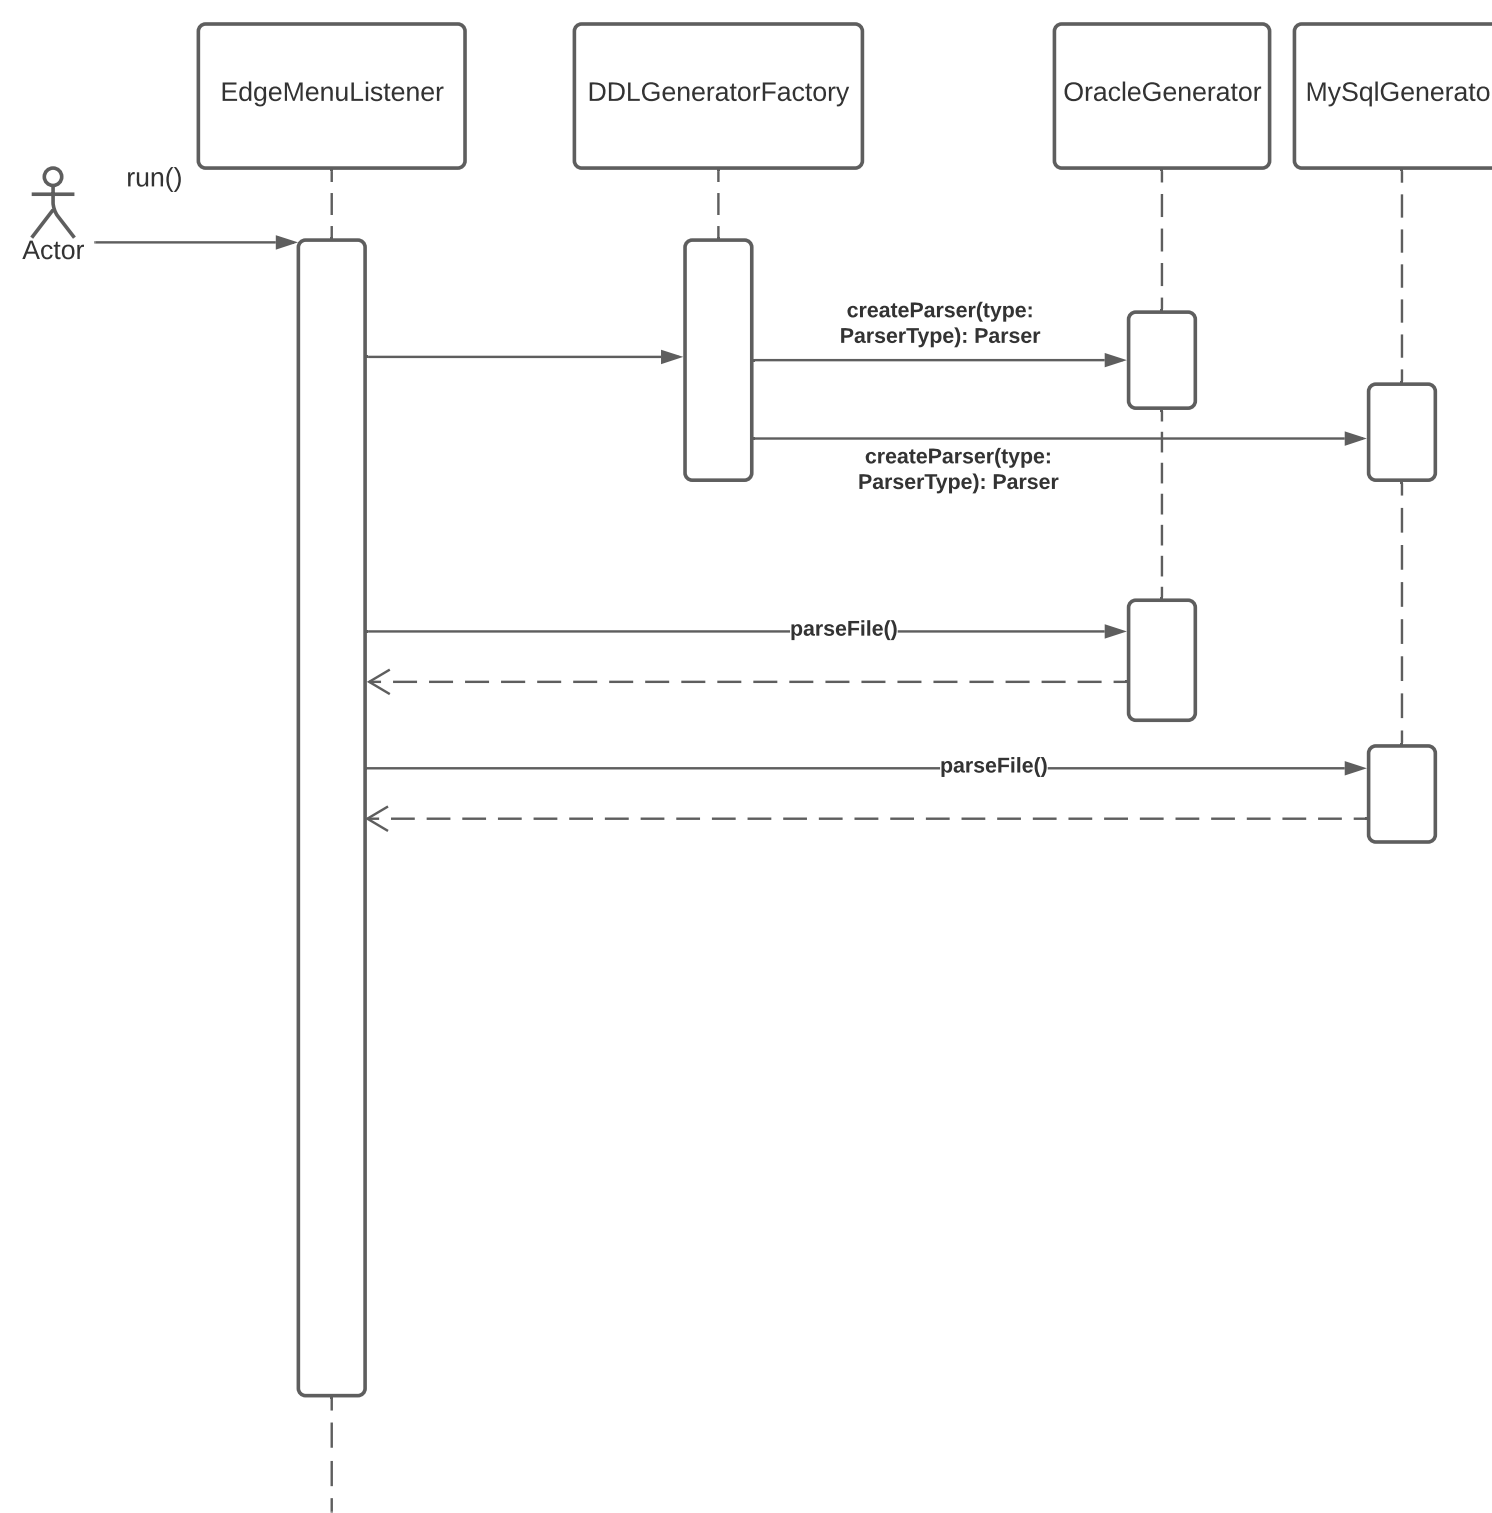 EdgeMenuListener
DDLGeneratorFactory
OracleGenerator
MySqlGenerato
run()
Actor
createParser(type:
ParserType): Parser
createParser(type:
ParserType): Parser
parseFile()
parseFile()